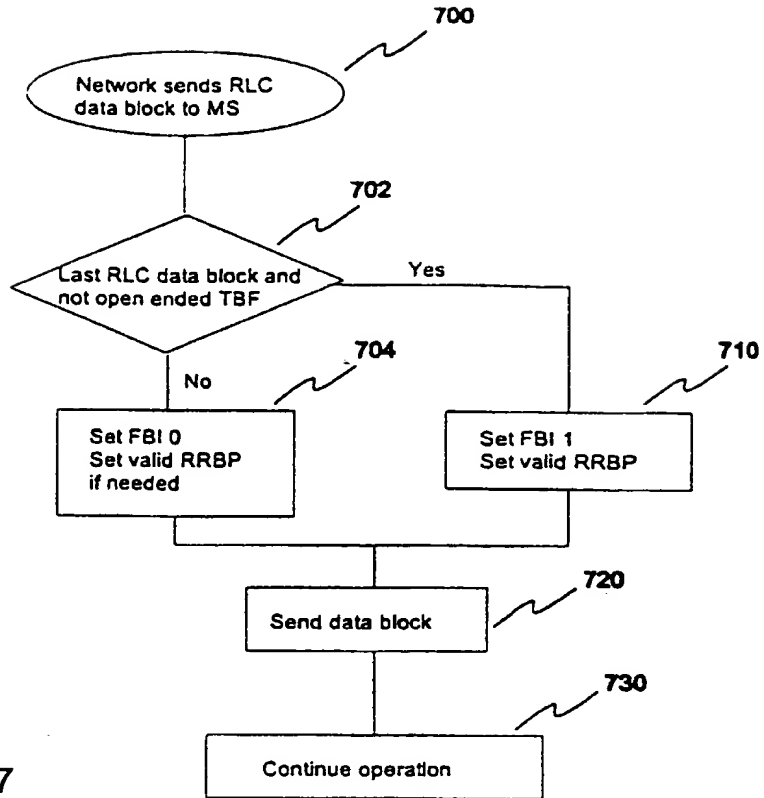 700
Network sends RLC
data block to MS
702
Last RLC data block and
not open ended TBF
Yes
No
704
710
Set FBI 0
Set valid RRBP
if needed
Set FBI 1
Set valid RRBP
720
Send data block
730
Continue operation
7